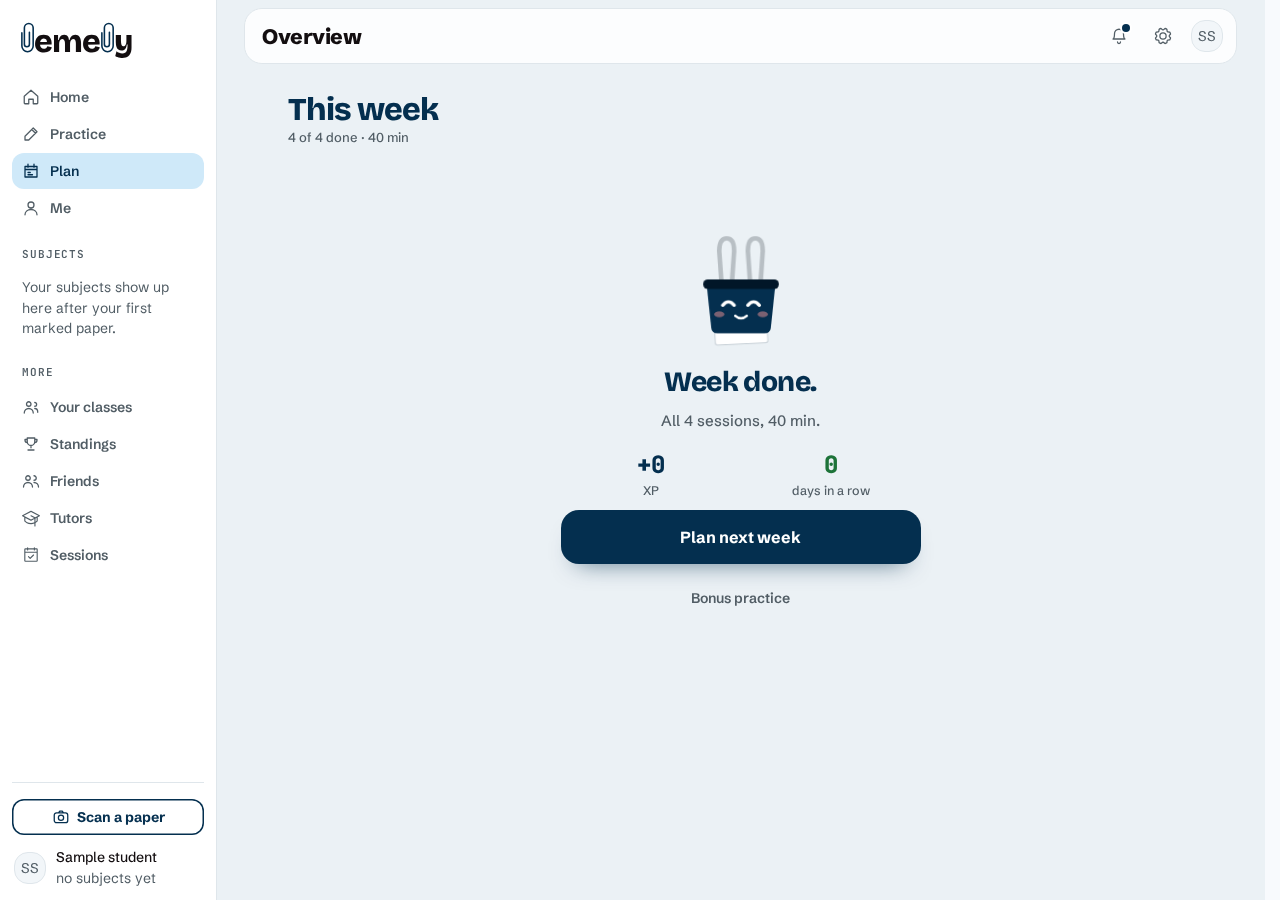 lemely
Home
Practice
Plan
Me
SUBJECTS
Your subjects show up
here after your first
marked paper.
MORE
Your classes
Standings
Friends
Tutors
Sessions
Scan a paper
SS
Sample student
no subjects yet
Overview
SS
This week
4 of 4 done · 40 min
Week done.
All 4 sessions, 40 min.
+0
XP
0
days in a row
Plan next week
Bonus practice